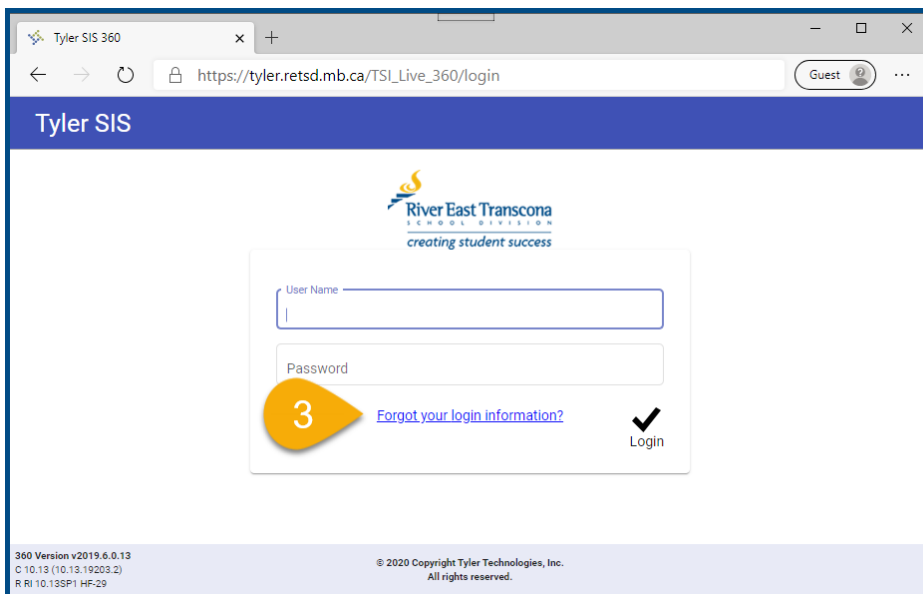 Tyler SIS 360
https://tyler.retsd.mb.ca/TSI_Live_360/login
Guest
Tyler SIS
River East Transcona
SCHOOL DIVISION
creating student success
User Name
Password
3
Forgot your login information?
Login
360 Version v2019.6.0.13
C 10.13 (10.13.19203.2)
R RI 10.13SP1 HF-29
© 2020 Copyright Tyler Technologies, Inc.
All rights reserved.